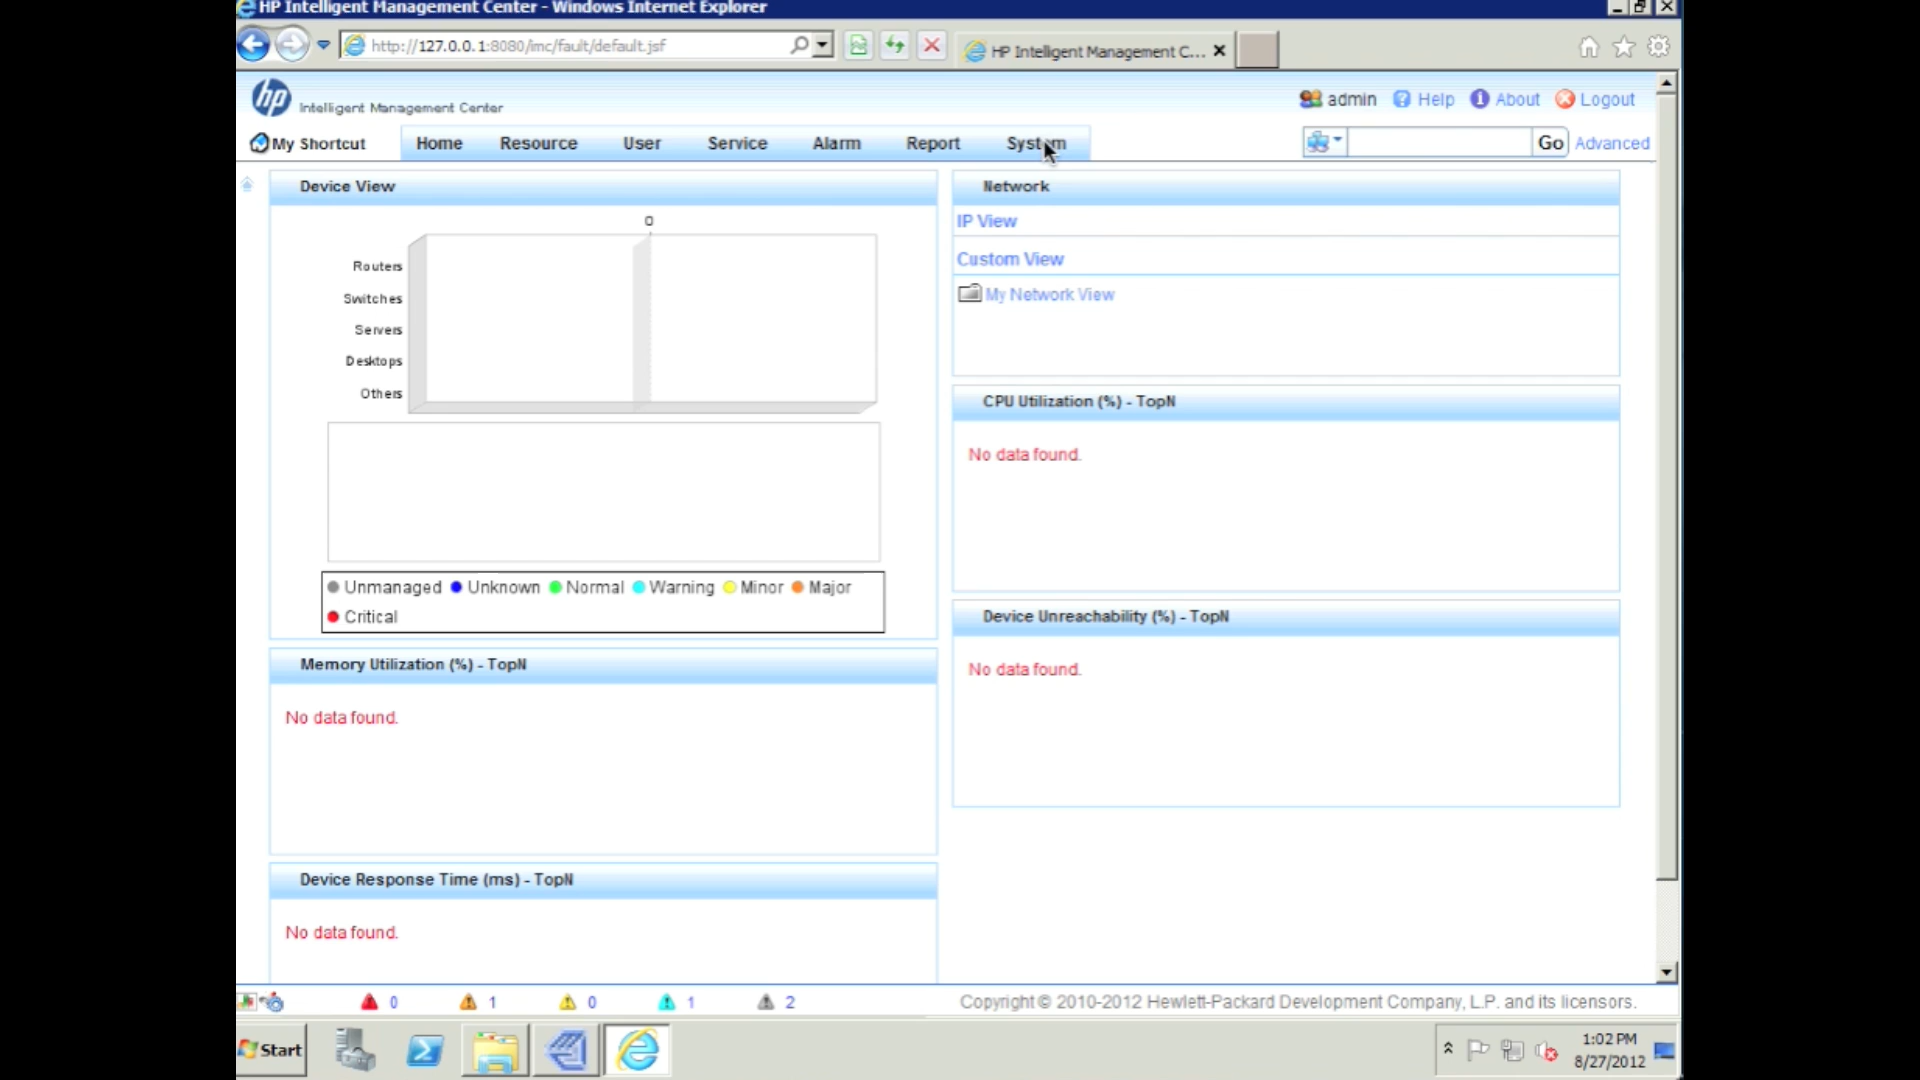 HP Intelligent Management Center - Windows Internet Explorer
http://127.0.0.1:8080/imc/fault/default.jsf
HP Intelligent Management C...
hp Intelligent Management Center
admin Help About Logout
My Shortcut Home Resource User Service Alarm Report System Go Advanced
Device View
0
Routers
Switches
Servers
Desktops
Others
Unmanaged Unknown Normal Warning Minor Major
Critical
Memory Utilization (%) - TopN
No data found.
Device Response Time (ms) - TopN
No data found.
Network
IP View
Custom View
My Network View
CPU Utilization (%) - TopN
No data found.
Device Unreachability (%) - TopN
No data found.
0 1 0 1 2 Copyright © 2010-2012 Hewlett-Packard Development Company, L.P. and its licensors.
Start
1:02 PM
8/27/2012